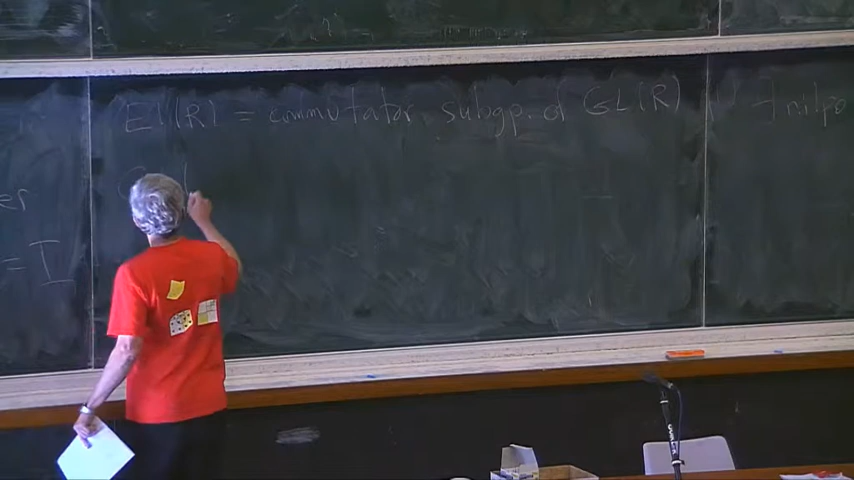 El(R) = commutator subgp. of GL(R)
I nilpo
er
= T